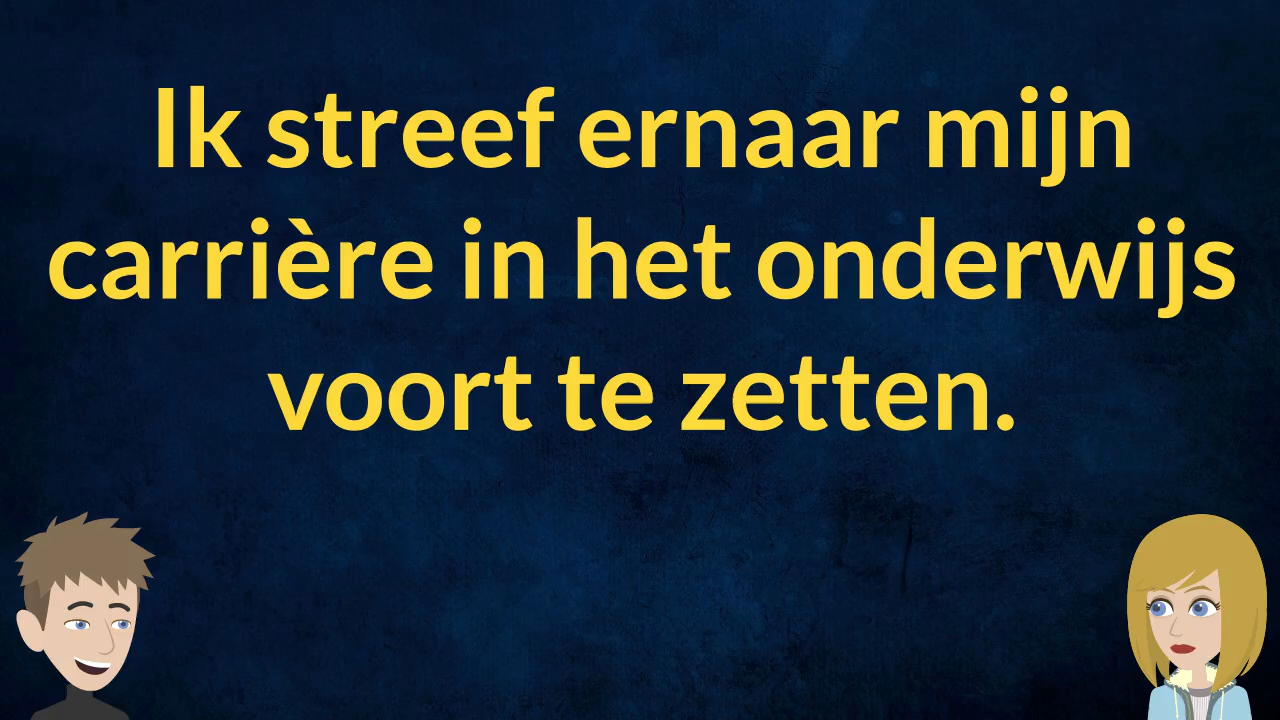 Ik streef ernaar mijn
carrière in het onderwijs
voort te zetten.